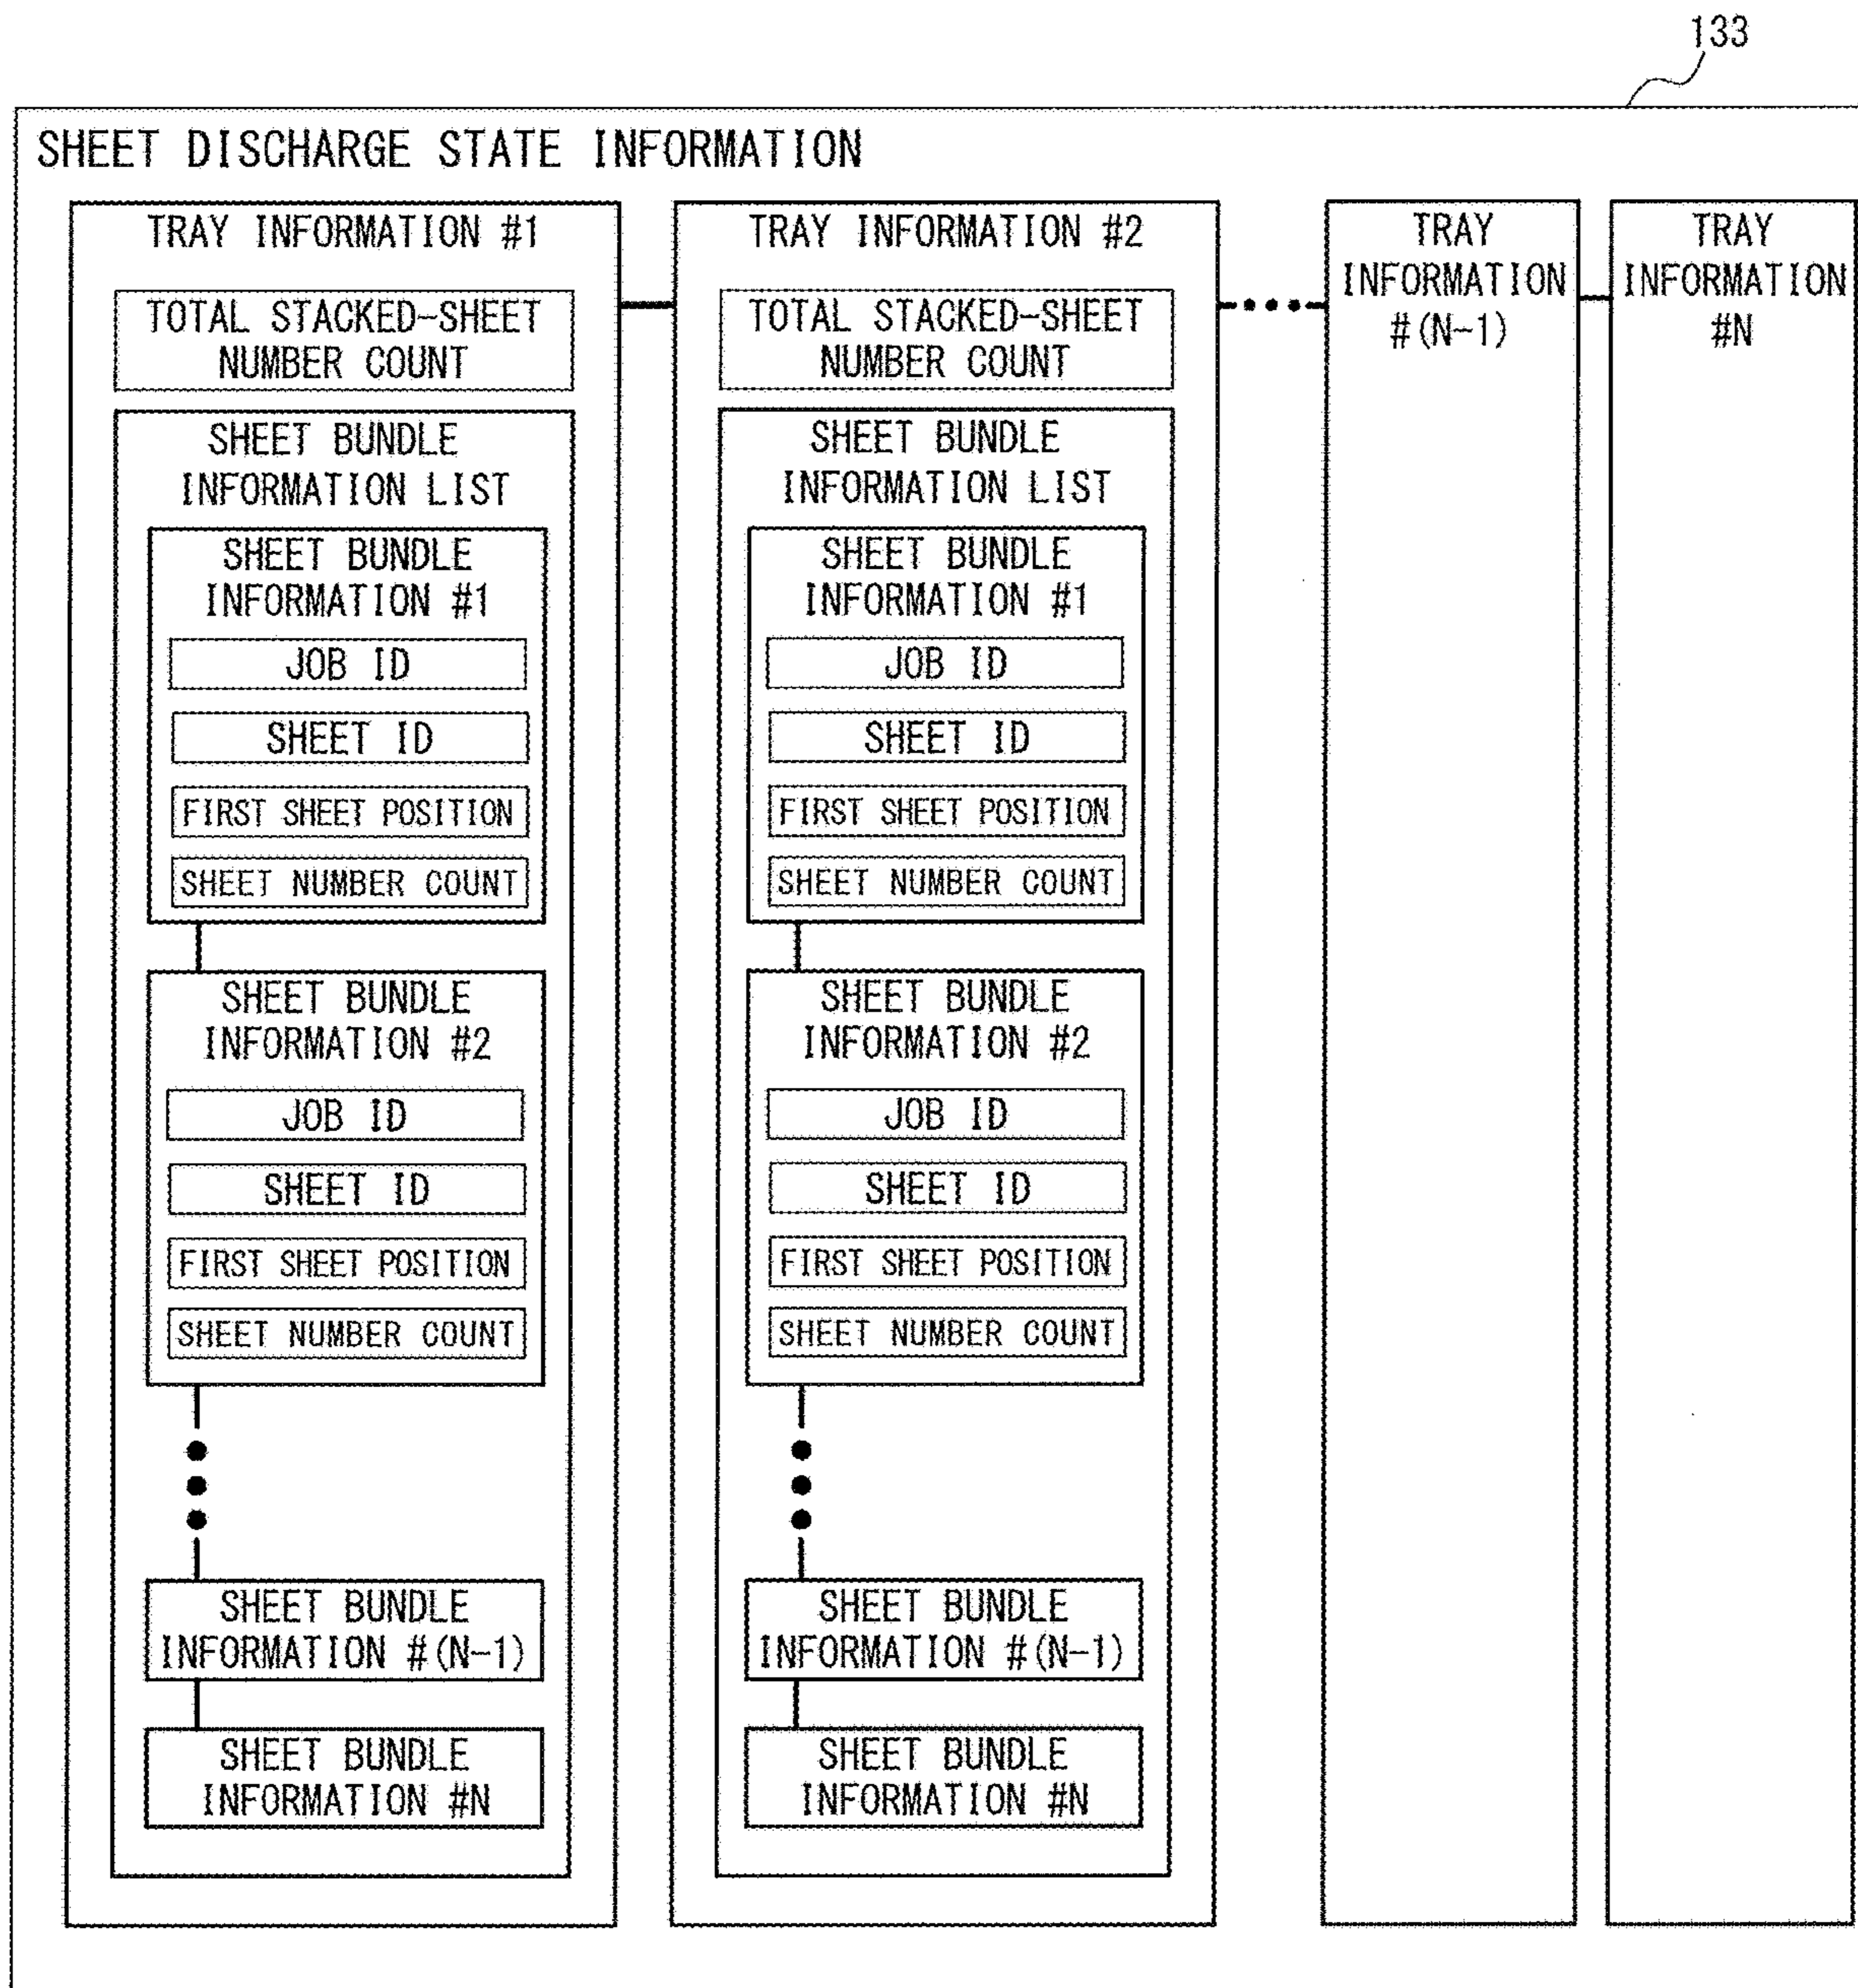 133
SHEET DISCHARGE STATE INFORMATION
TRAY INFORMATION #1
TOTAL STACKED-SHEET
NUMBER COUNT
SHEET BUNDLE
INFORMATION LIST
SHEET BUNDLE
INFORMATION #1
JOB ID
SHEET ID
FIRST SHEET POSITION
SHEET NUMBER COUNT
SHEET BUNDLE
INFORMATION #2
JOB ID
SHEET ID
FIRST SHEET POSITION
SHEET NUMBER COUNT
SHEET BUNDLE
INFORMATION #(N-1)
SHEET BUNDLE
INFORMATION #N
TRAY INFORMATION #2
TOTAL STACKED-SHEET
NUMBER COUNT
SHEET BUNDLE
INFORMATION LIST
SHEET BUNDLE
INFORMATION #1
JOB ID
SHEET ID
FIRST SHEET POSITION
SHEET NUMBER COUNT
SHEET BUNDLE
INFORMATION #2
JOB ID
SHEET ID
FIRST SHEET POSITION
SHEET NUMBER COUNT
SHEET BUNDLE
INFORMATION #(N-1)
SHEET BUNDLE
INFORMATION #N
TRAY
INFORMATION
#(N-1)
TRAY
INFORMATION
#N